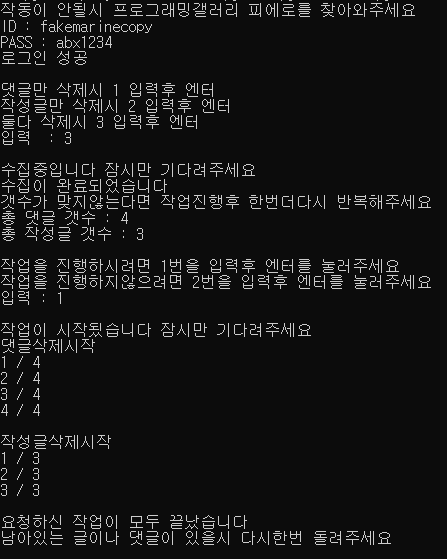 작동이 안될시 프로그래밍갤러리 피에로를 찾아와주세요
ID : fakemarinecopy
PASS : abx1234
로그인 성공
댓글만 삭제시 1 입력후 엔터
작성글만 삭제시 2 입력후 엔터
둘다 삭제시 3 입력후 엔터
입력  : 3
수집중입니다 잠시만 기다려주세요
수집이 완료되었습니다
갯수가 맞지않는다면 작업진행후 한번더다시 반복해주세요
총 댓글 갯수 : 4
총 작성글 갯수 : 3
작업을 진행하시려면 1번을 입력후 엔터를 눌러주세요
작업을 진행하지않으려면 2번을 입력후 엔터를 눌러주세요
입력 : 1
작업이 시작됬습니다 잠시만 기다려주세요
댓글삭제시작
1 / 4
2 / 4
3 / 4
4 / 4
작성글삭제시작
1 / 3
2 / 3
3 / 3
요청하신 작업이 모두 끝났습니다
남아있는 글이나 댓글이 있을시 다시한번 돌려주세요